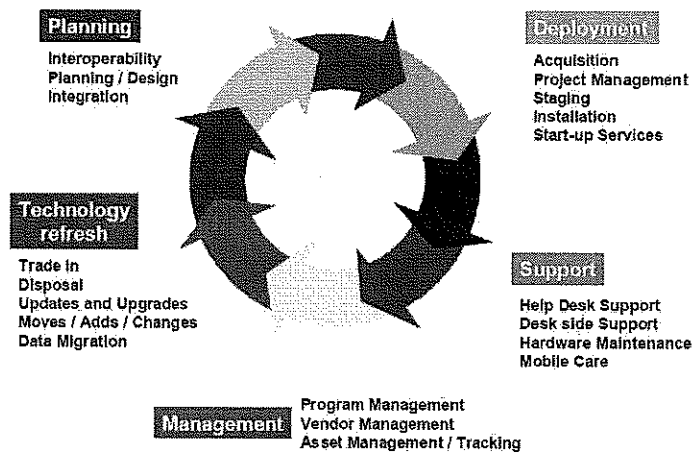 Planning
Interoperability
Planning / Design
Integration
Deployment
Acquisition
Project Management
Staging
Installation
Start-up Services
Support
Help Desk Support
Desk side Support
Hardware Maintenance
Mobile Care
Management
Program Management
Vendor Management
Asset Management / Tracking
Technology
refresh
Trade In
Disposal
Updates and Upgrades
Moves / Adds / Changes
Data Migration